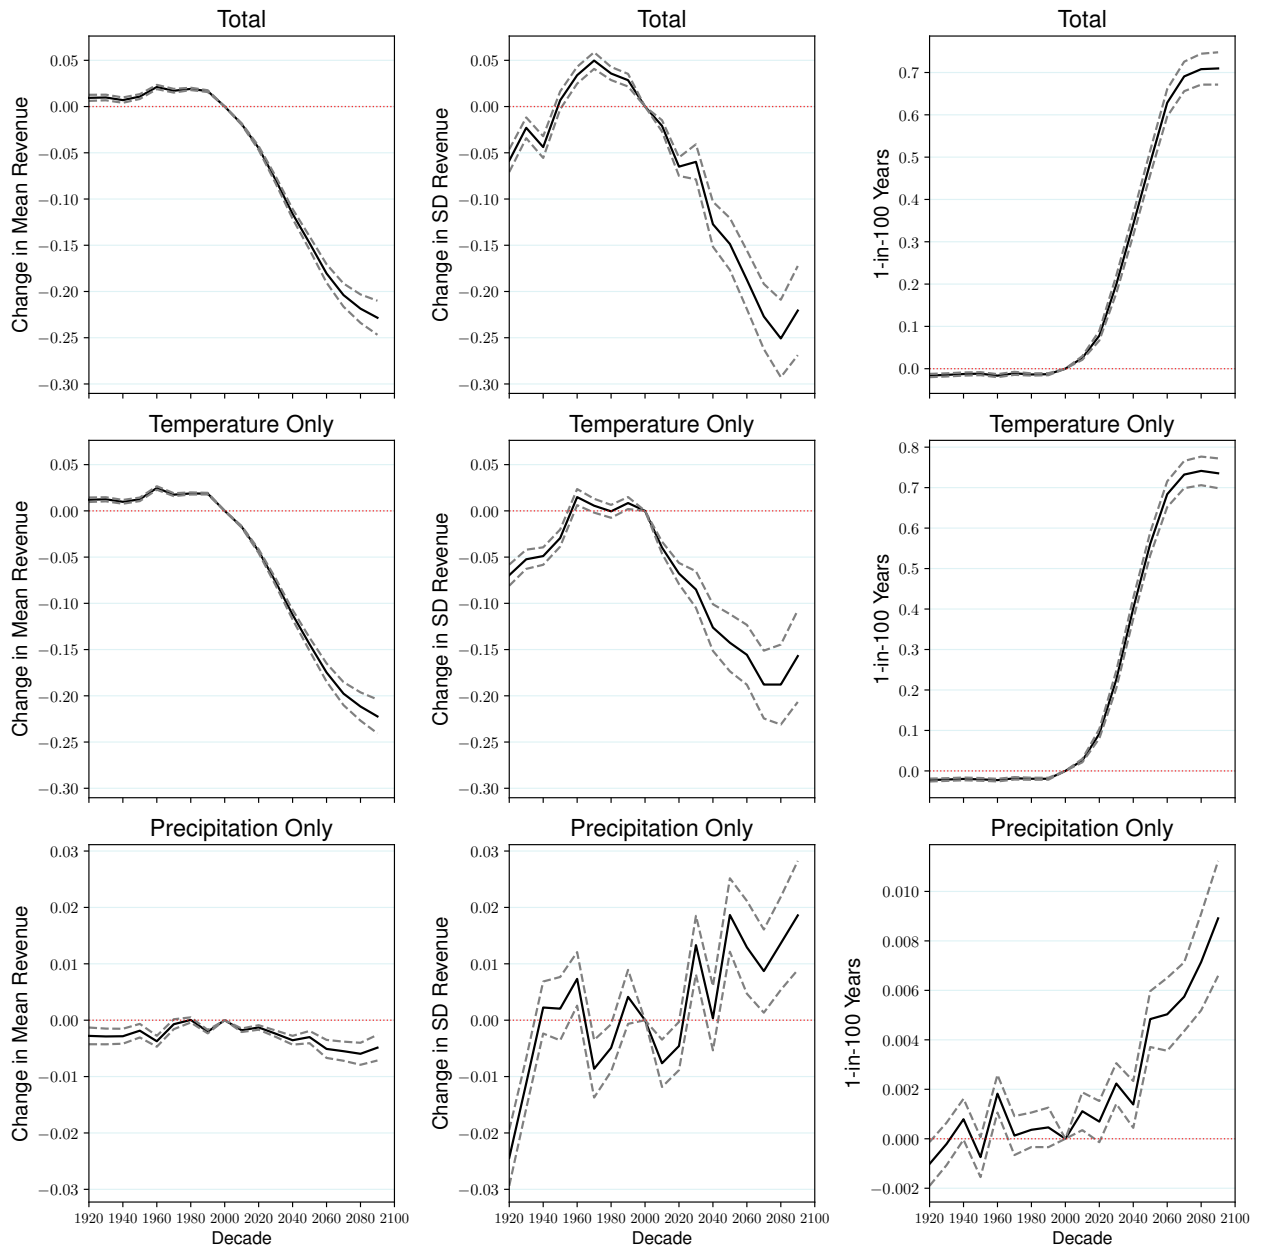 Total
Total
Total
Change in Mean Revenue
0.05
0.00
−0.05
−0.10
−0.15
−0.20
−0.25
−0.30
Change in SD Revenue
0.05
0.00
−0.05
−0.10
−0.15
−0.20
−0.25
−0.30
1-in-100 Years
0.7
0.6
0.5
0.4
0.3
0.2
0.1
0.0
Temperature Only
Temperature Only
Temperature Only
Change in Mean Revenue
0.05
0.00
−0.05
−0.10
−0.15
−0.20
−0.25
−0.30
Change in SD Revenue
0.05
0.00
−0.05
−0.10
−0.15
−0.20
−0.25
−0.30
1-in-100 Years
0.8
0.7
0.6
0.5
0.4
0.3
0.2
0.1
0.0
Precipitation Only
Precipitation Only
Precipitation Only
Change in Mean Revenue
0.03
0.02
0.01
0.00
−0.01
−0.02
−0.03
1920 1940 1960 1980 2000 2020 2040 2060 2080 2100
Decade
Change in SD Revenue
0.03
0.02
0.01
0.00
−0.01
−0.02
−0.03
1920 1940 1960 1980 2000 2020 2040 2060 2080 2100
Decade
1-in-100 Years
0.010
0.008
0.006
0.004
0.002
0.000
−0.002
1920 1940 1960 1980 2000 2020 2040 2060 2080 2100
Decade